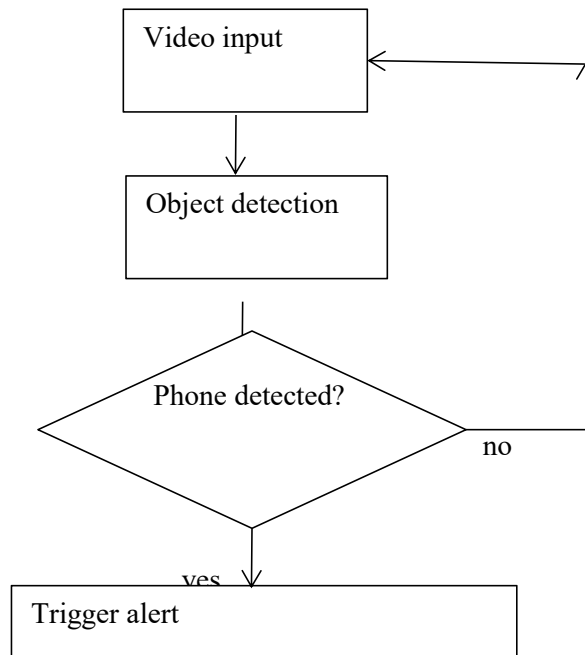 Video input
Object detection
Phone detected?
no
yes
Trigger alert